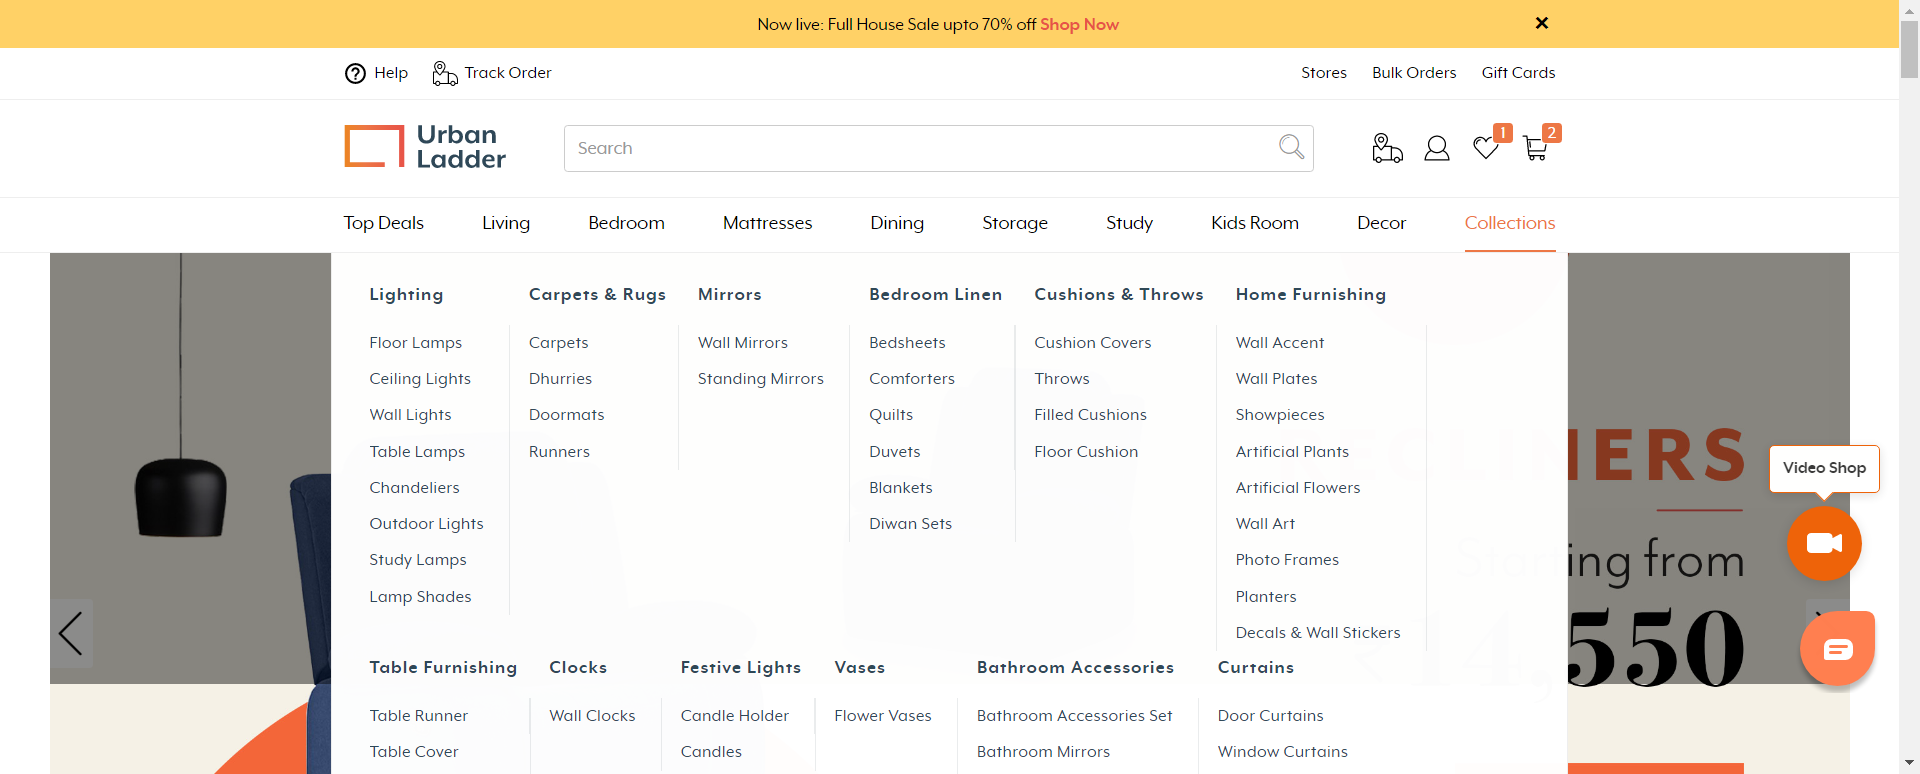 Now live: Full House Sale upto 70% off Shop Now
Help
Track Order
Stores
Bulk Orders
Gift Cards
Urban
Ladder
Search
1
2
Top Deals
Living
Bedroom
Mattresses
Dining
Storage
Study
Kids Room
Decor
Collections
Lighting
Floor Lamps
Ceiling Lights
Wall Lights
Table Lamps
Chandeliers
Outdoor Lights
Study Lamps
Lamp Shades
Carpets & Rugs
Carpets
Dhurries
Doormats
Runners
Mirrors
Wall Mirrors
Standing Mirrors
Bedroom Linen
Bedsheets
Comforters
Quilts
Duvets
Blankets
Diwan Sets
Cushions & Throws
Cushion Covers
Throws
Filled Cushions
Floor Cushion
Home Furnishing
Wall Accent
Wall Plates
Showpieces
Artificial Plants
Artificial Flowers
Wall Art
Photo Frames
Planters
Decals & Wall Stickers
Table Furnishing
Table Runner
Table Cover
Clocks
Wall Clocks
Festive Lights
Candle Holder
Candles
Vases
Flower Vases
Bathroom Accessories
Bathroom Accessories Set
Bathroom Mirrors
Curtains
Door Curtains
Window Curtains
LINERS
Starting from
14,550
Video Shop